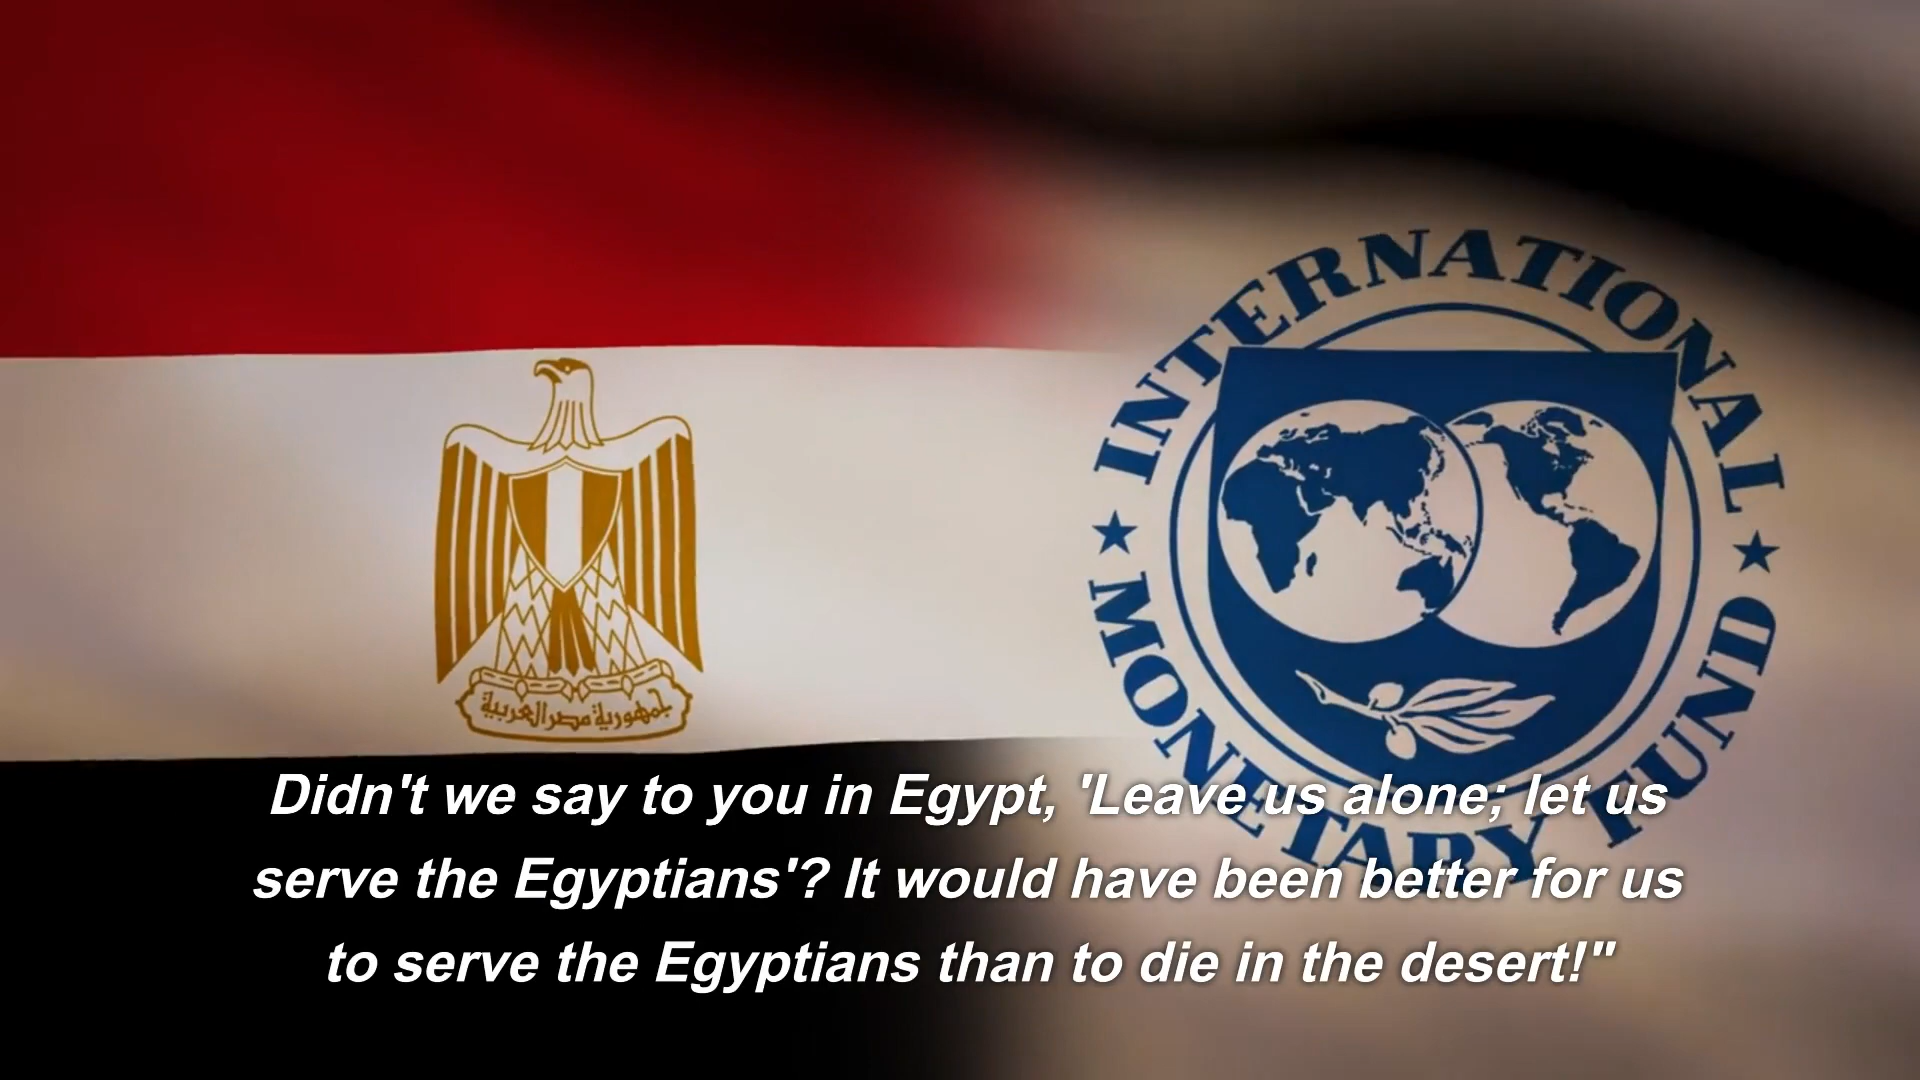 INTERNATIONAL
MONETARY FUND
جمهورية مصر العربية
Didn't we say to you in Egypt, 'Leave us alone; let us
serve the Egyptians'? It would have been better for us
to serve the Egyptians than to die in the desert!"